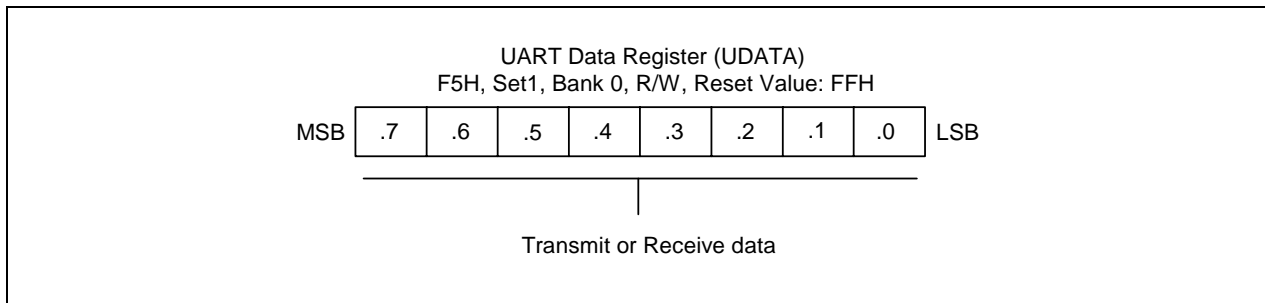 UART Data Register (UDATA)
F5H, Set1, Bank 0, R/W, Reset Value: FFH
MSB .7 .6 .5 .4 .3 .2 .1 .0 LSB
Transmit or Receive data